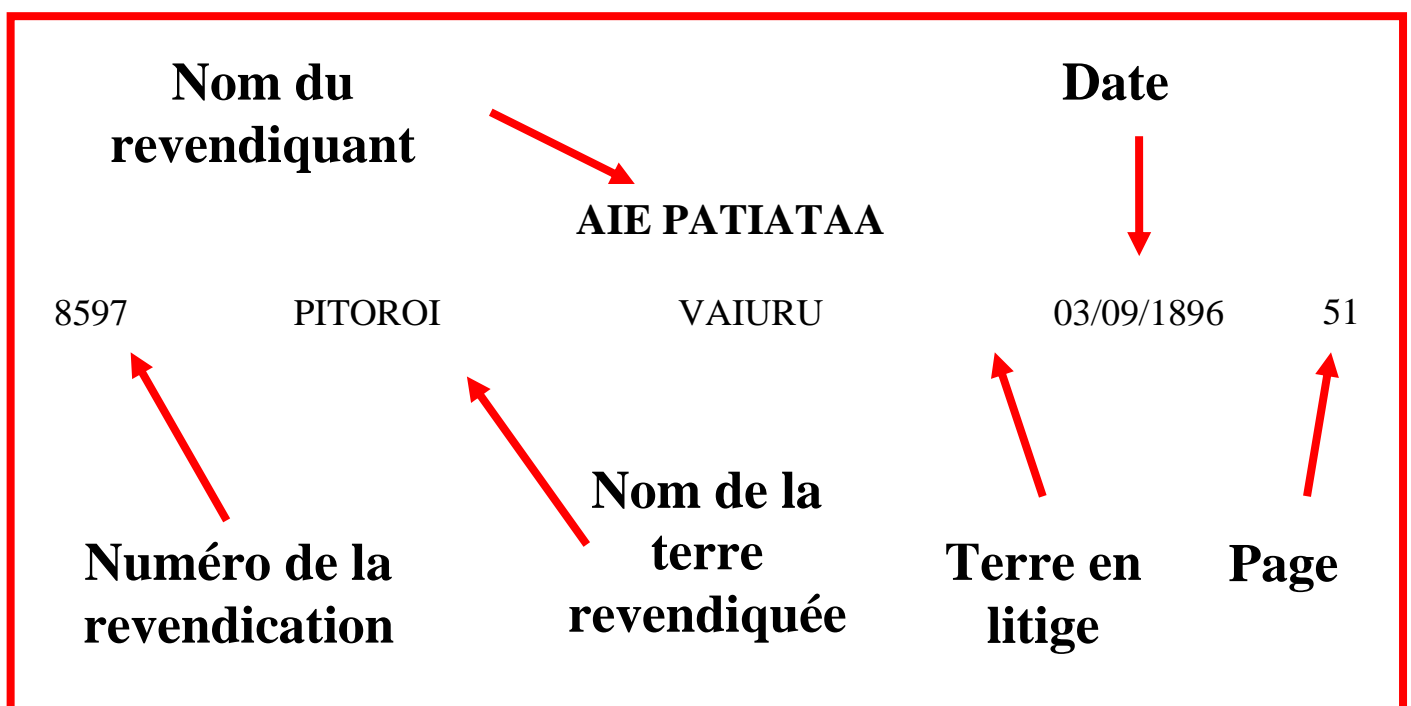 Nom du
revendiquant
Date
AIE PATIATAA
8597 PITOROI VAIURU 03/09/1896 51
Numéro de la
revendication
Nom de la
terre
revendiquée
Terre en
litige
Page